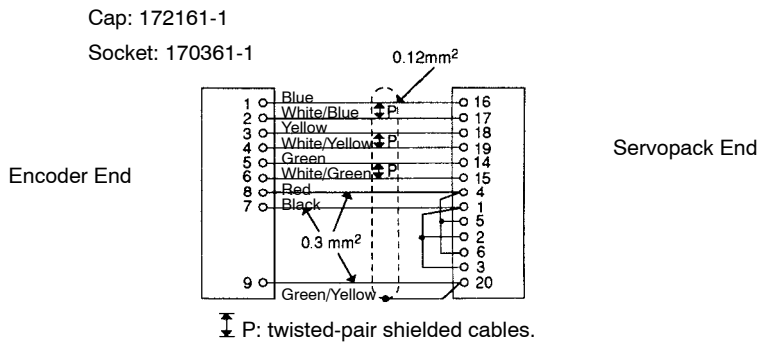 Cap: 172161-1
Socket: 170361-1
0.12mm²
1 Blue 16
2 White/Blue P 17
3 Yellow 18
4 White/Yellow P 19
5 Green 14
6 White/Green P 15
8 Red 4
7 Black 1
5
2
6
3
0.3 mm²
9 20
Green/Yellow
Encoder End
Servopack End
P: twisted-pair shielded cables.